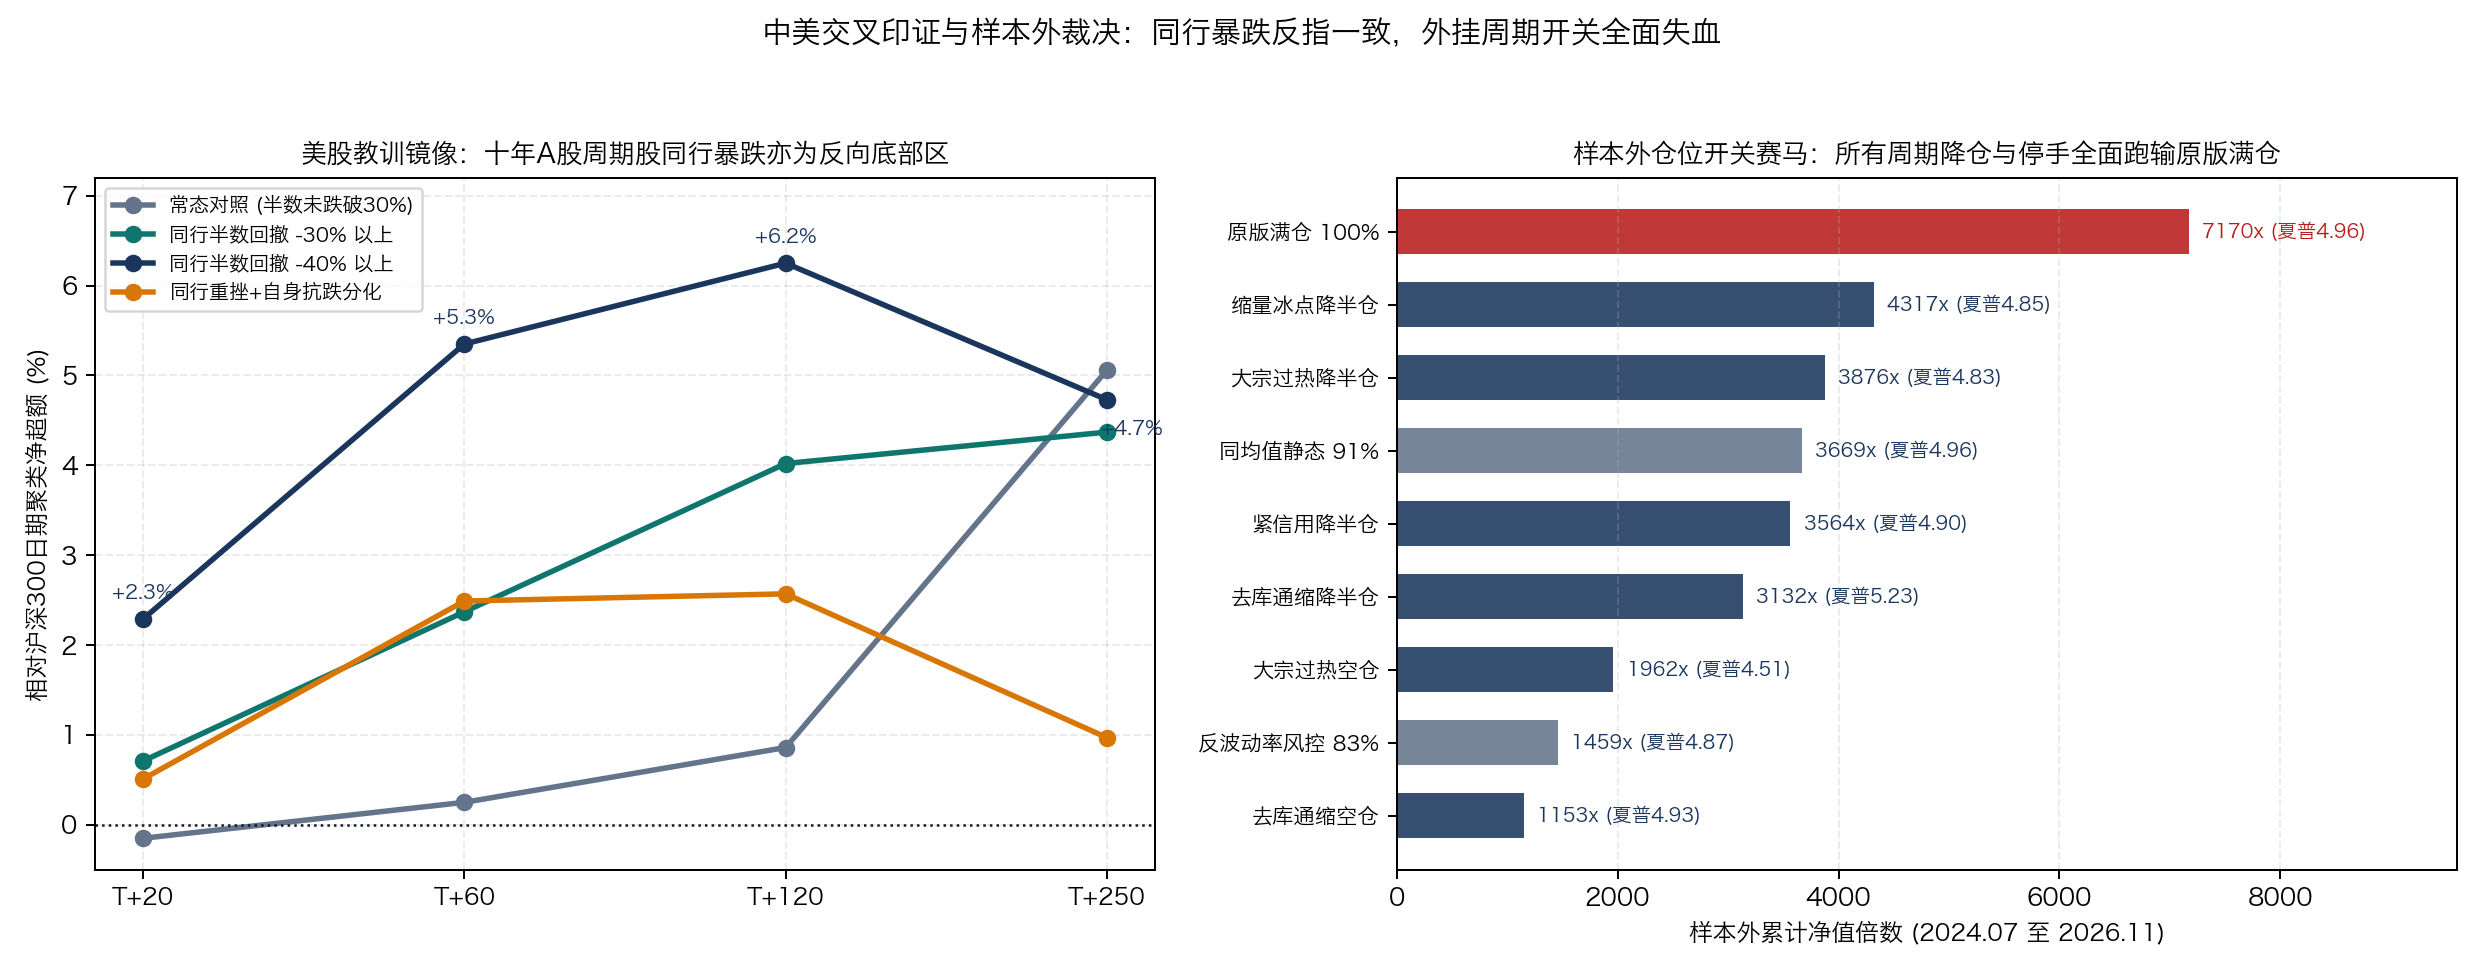 中美交叉印证与样本外裁决：同行暴跌反指一致，外挂周期开关全面失血
美股教训镜像：十年A股周期股同行暴跌亦为反向底部区
相对沪深300日期聚类净超额 (%)
7
6
5
4
3
2
1
0
常态对照 (半数未跌破30%)
同行半数回撤 -30% 以上
同行半数回撤 -40% 以上
同行重挫+自身抗跌分化
+2.3%
+5.3%
+6.2%
+4.7%
T+20
T+60
T+120
T+250
样本外仓位开关赛马：所有周期降仓与停手全面跑输原版满仓
原版满仓 100%
7170x (夏普4.96)
缩量冰点降半仓
4317x (夏普4.85)
大宗过热降半仓
3876x (夏普4.83)
同均值静态 91%
3669x (夏普4.96)
紧信用降半仓
3564x (夏普4.90)
去库通缩降半仓
3132x (夏普5.23)
大宗过热空仓
1962x (夏普4.51)
反波动率风控 83%
1459x (夏普4.87)
去库通缩空仓
1153x (夏普4.93)
0
2000
4000
6000
8000
样本外累计净值倍数 (2024.07 至 2026.11)